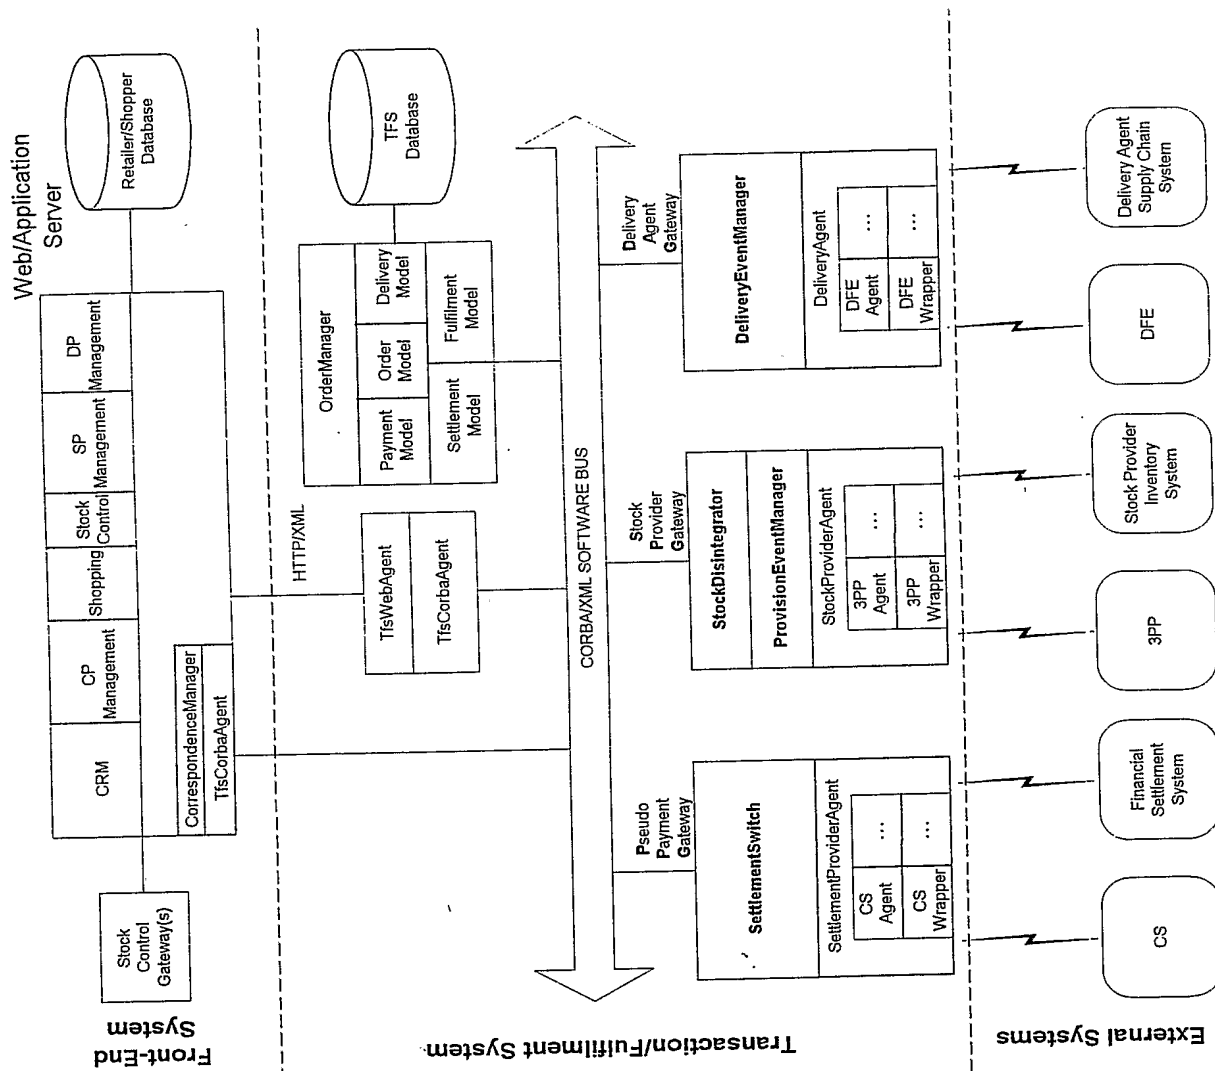 Web/Application
Server
Front-End
System
Stock
Control
Gateway(s)
CRM
CP
Management
Shopping
Stock
Control
SP
Management
DP
Management
Retailer/Shopper
Database
CorrespondenceManager
TfsCorbaAgent
HTTP/XML
Transaction/Fulfilment System
TfsWebAgent
TfsCorbaAgent
OrderManager
Payment
Model
Order
Model
Delivery
Model
Settlement
Model
Fulfilment
Model
TFS
Database
CORBA/XML SOFTWARE BUS
Pseudo
Payment
Gateway
SettlementSwitch
SettlementProviderAgent
CS
Agent
...
CS
Wrapper
...
Stock
Provider
Gateway
StockDisintegrator
ProvisionEventManager
StockProviderAgent
3PP
Agent
...
3PP
Wrapper
...
Delivery
Agent
Gateway
DeliveryEventManager
DeliveryAgent
DFE
Agent
...
DFE
Wrapper
...
External Systems
CS
Financial
Settlement
System
3PP
Stock Provider
Inventory
System
DFE
Delivery Agent
Supply Chain
System